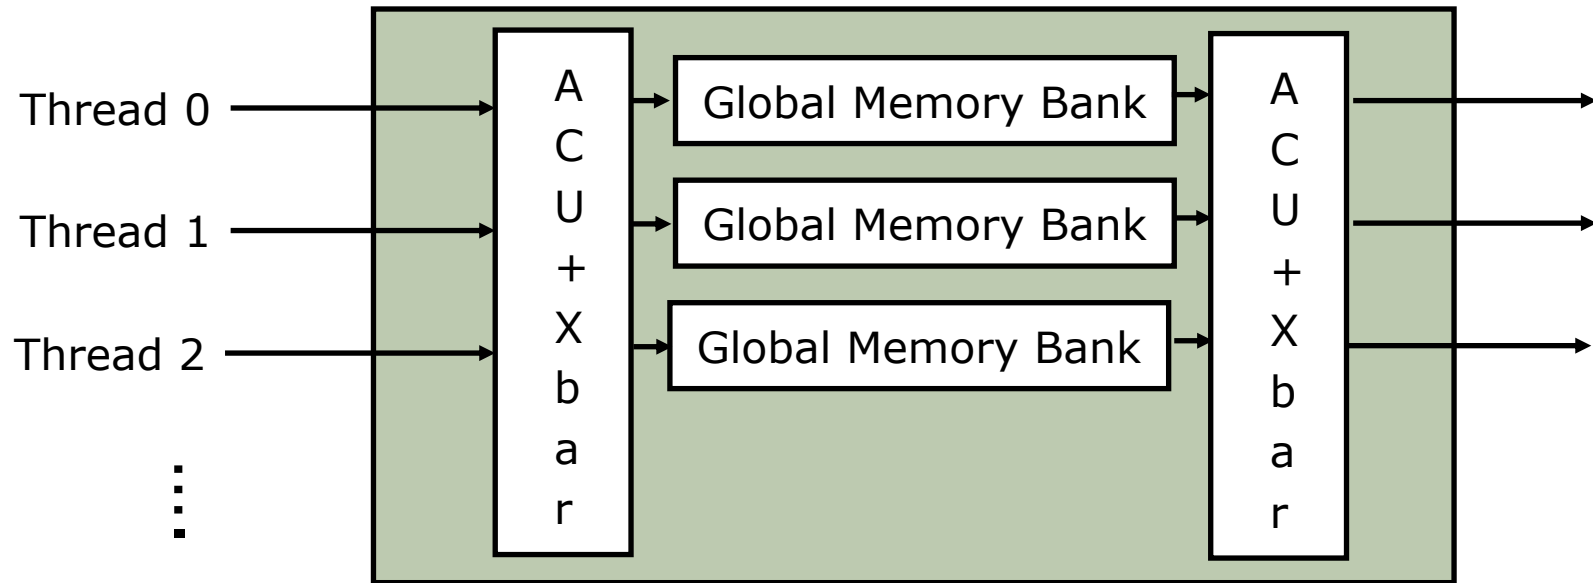 Thread 0
Thread 1
Thread 2
A
C
U
+
X
b
a
r
Global Memory Bank
Global Memory Bank
Global Memory Bank
A
C
U
+
X
b
a
r